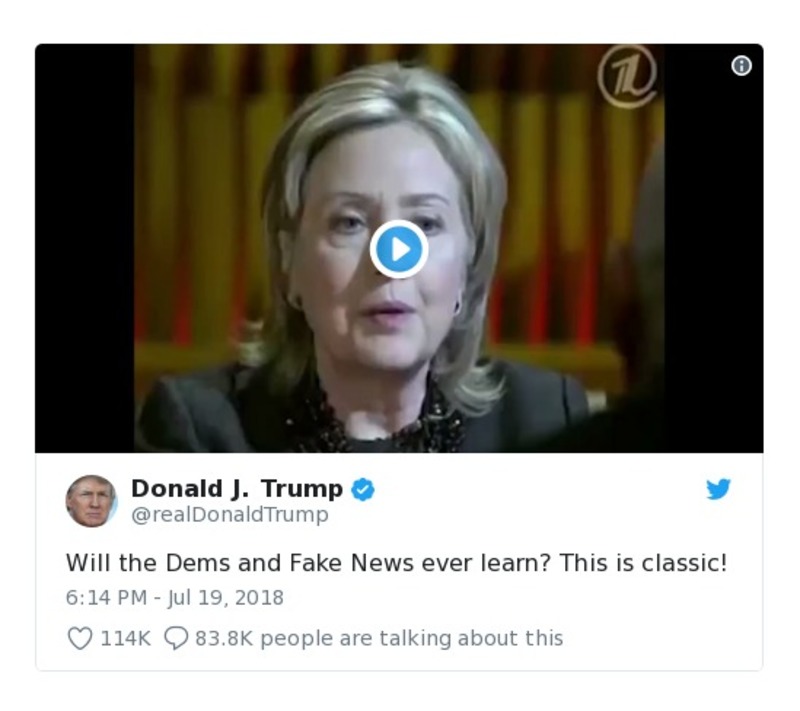 Donald J. Trump
@realDonaldTrump
Will the Dems and Fake News ever learn? This is classic!
6:14 PM - Jul 19, 2018
114K 83.8K people are talking about this